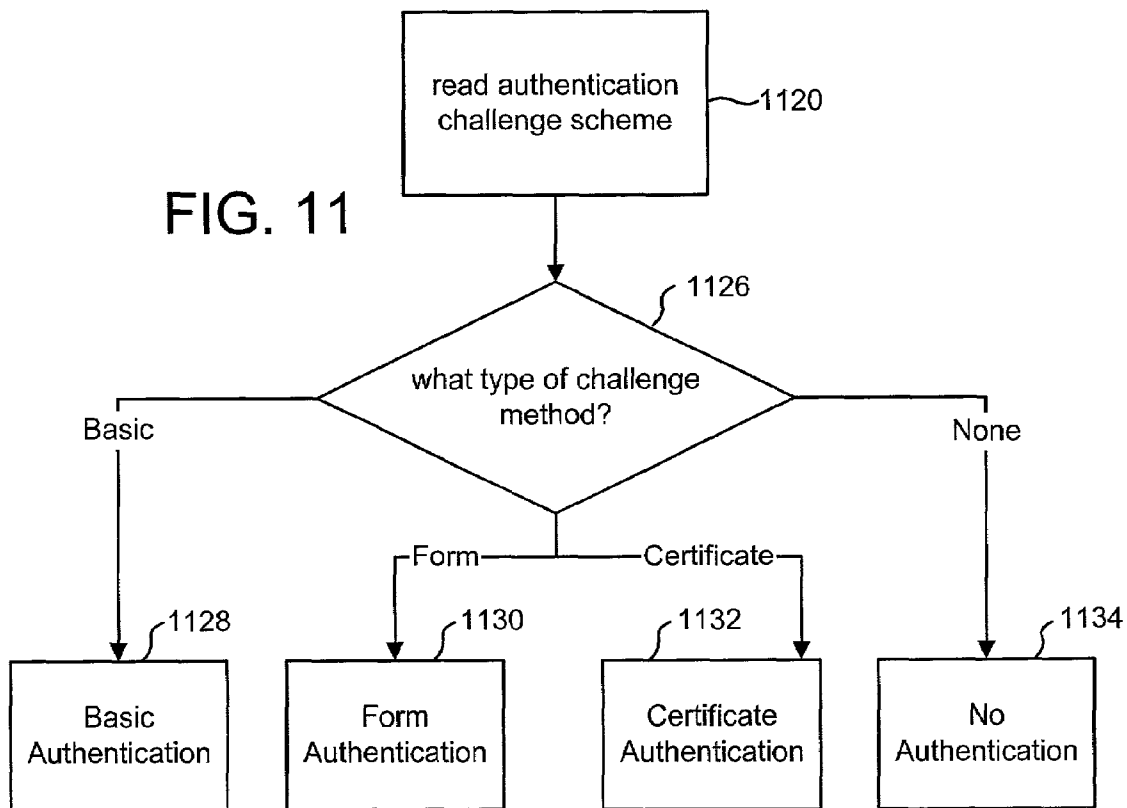 read authentication
challenge scheme
1120
FIG. 11
1126
what type of challenge
method?
Basic
None
Form
Certificate
1128
1130
1132
1134
Basic
Authentication
Form
Authentication
Certificate
Authentication
No
Authentication